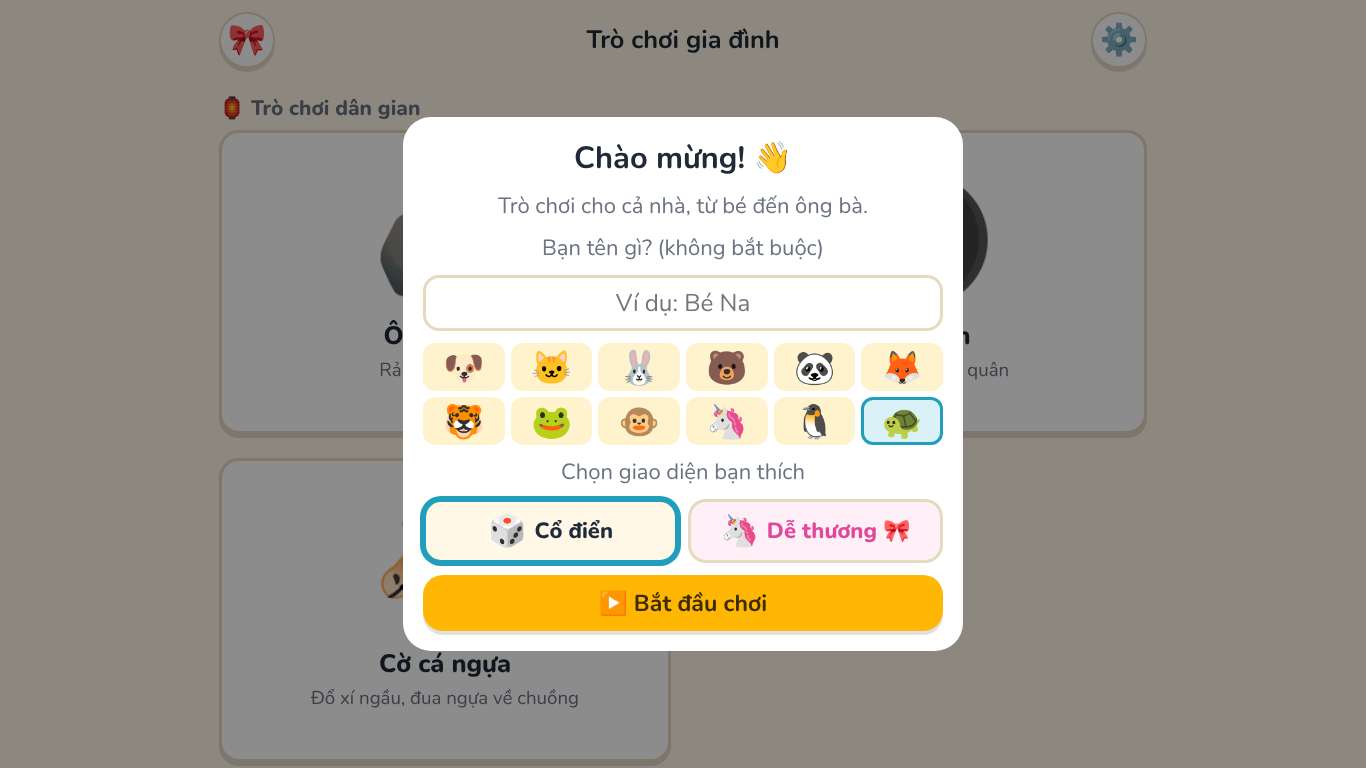 Trò chơi gia đình
Trò chơi dân gian
Chào mừng!
Trò chơi cho cả nhà, từ bé đến ông bà.
Bạn tên gì? (không bắt buộc)
Ví dụ: Bé Na
Chọn giao diện bạn thích
Cổ điển
Dễ thương
Bắt đầu chơi
quân
Cờ cá ngựa
Đổ xí ngầu, đua ngựa về chuồng